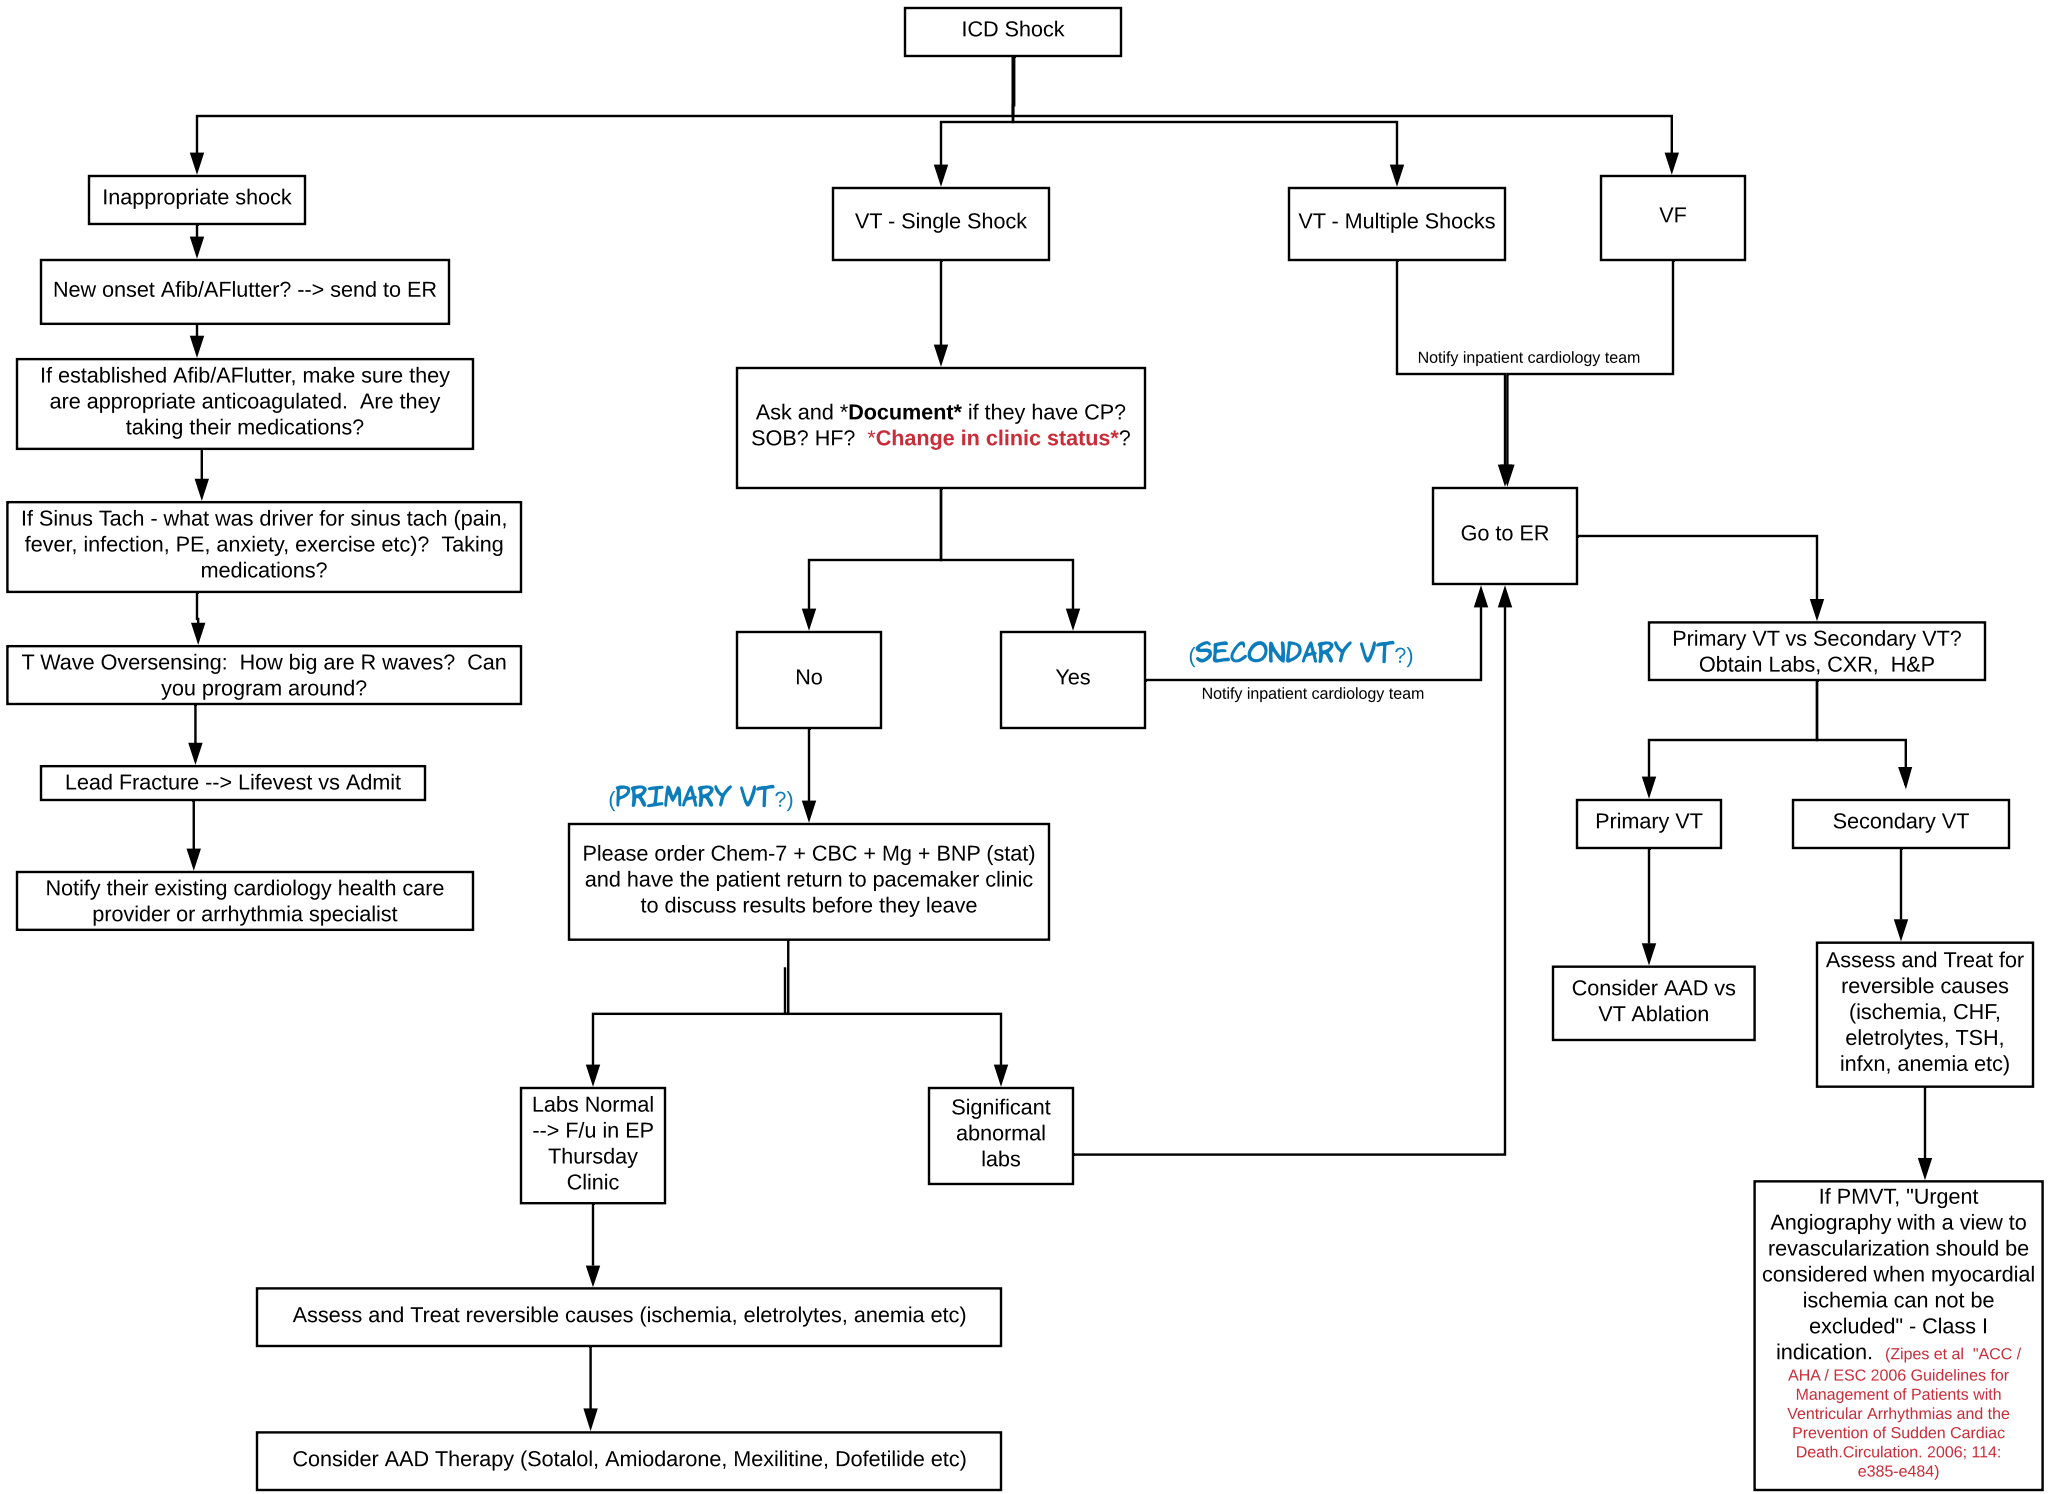 ICD Shock
Inappropriate shock
New onset Afib/AFlutter? --> send to ER
If established Afib/AFlutter, make sure they
are appropriate anticoagulated.  Are they
taking their medications?
If Sinus Tach - what was driver for sinus tach (pain,
fever, infection, PE, anxiety, exercise etc)?  Taking
medications?
T Wave Oversensing:  How big are R waves?  Can
you program around?
Lead Fracture --> Lifevest vs Admit
Notify their existing cardiology health care
provider or arrhythmia specialist
VT - Single Shock
Ask and *Document* if they have CP?
SOB? HF?  *Change in clinic status*?
No
Yes
(PRIMARY VT?)
Please order Chem-7 + CBC + Mg + BNP (stat)
and have the patient return to pacemaker clinic
to discuss results before they leave
Labs Normal
--> F/u in EP
Thursday
Clinic
Significant
abnormal
labs
Assess and Treat reversible causes (ischemia, eletrolytes, anemia etc)
Consider AAD Therapy (Sotalol, Amiodarone, Mexilitine, Dofetilide etc)
(SECONDARY VT?)
Notify inpatient cardiology team
VT - Multiple Shocks
VF
Notify inpatient cardiology team
Go to ER
Primary VT vs Secondary VT?
Obtain Labs, CXR,  H&P
Primary VT
Consider AAD vs
VT Ablation
Secondary VT
Assess and Treat for
reversible causes
(ischemia, CHF,
eletrolytes, TSH,
infxn, anemia etc)
If PMVT, "Urgent
Angiography with a view to
revascularization should be
considered when myocardial
ischemia can not be
excluded" - Class I
indication.  (Zipes et al  "ACC /
AHA / ESC 2006 Guidelines for
Management of Patients with
Ventricular Arrhythmias and the
Prevention of Sudden Cardiac
Death.Circulation. 2006; 114:
e385-e484)